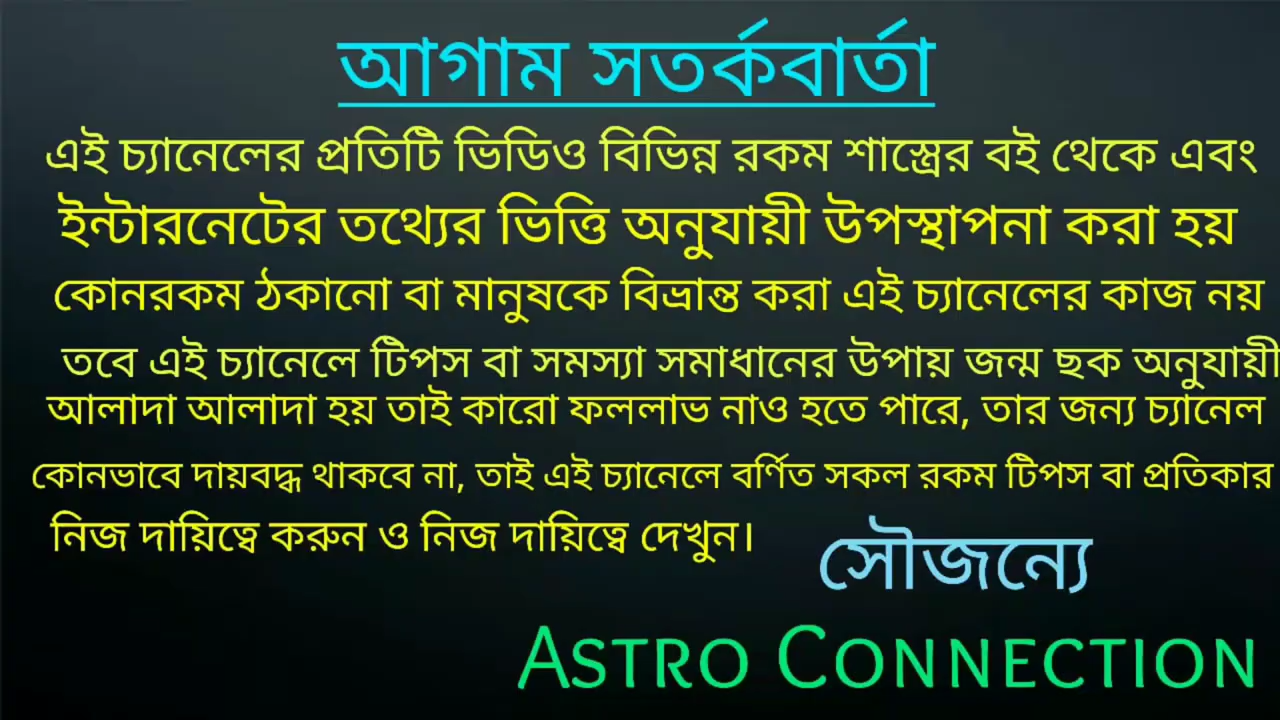 আগাম সতর্কবার্তা
এই চ্যানেলের প্রতিটি ভিডিও বিভিন্ন রকম শাস্ত্রের বই থেকে এবং
ইন্টারনেটের তথ্যের ভিত্তি অনুযায়ী উপস্থাপনা করা হয়
কোনরকম ঠকানো বা মানুষকে বিভ্রান্ত করা এই চ্যানেলের কাজ নয়
তবে এই চ্যানেলে টিপস বা সমস্যা সমাধানের উপায় জন্ম ছক অনুযায়ী
আলাদা আলাদা হয় তাই কারো ফললাভ নাও হতে পারে, তার জন্য চ্যানেল
কোনভাবে দায়বদ্ধ থাকবে না, তাই এই চ্যানেলে বর্ণিত সকল রকম টিপস বা প্রতিকার
নিজ দায়িত্বে করুন ও নিজ দায়িত্বে দেখুন।
সৌজন্যে
ASTRO CONNECTION